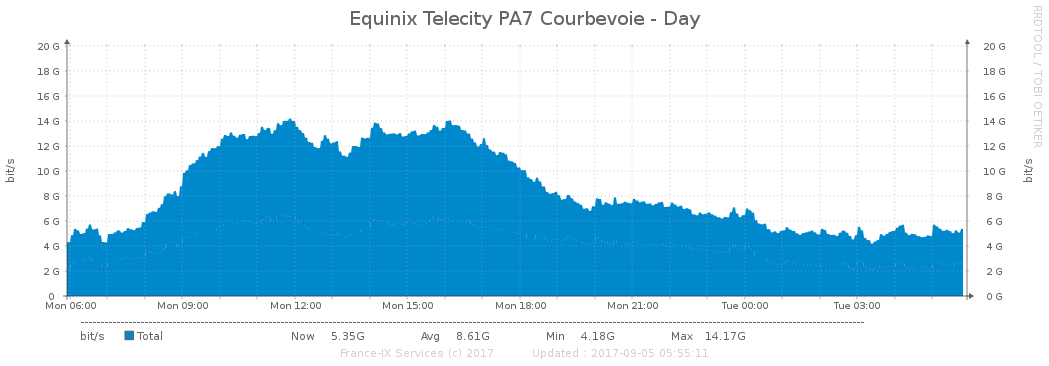 Equinix Telecity PA7 Courbevoie - Day
RRDTOOL / TOBI OETIKER
bit/s
20 G 20 G
18 G 18 G
16 G 16 G
14 G 14 G
12 G 12 G
10 G 10 G
8 G 8 G
6 G 6 G
4 G 4 G
2 G 2 G
0 0 G
bit/s
Mon 06:00 Mon 09:00 Mon 12:00 Mon 15:00 Mon 18:00 Mon 21:00 Tue 00:00 Tue 03:00
bit/s Total Now 5.35G Avg 8.61G Min 4.18G Max 14.17G
France-IX Services (c) 2017 Updated : 2017-09-05 05:55:11